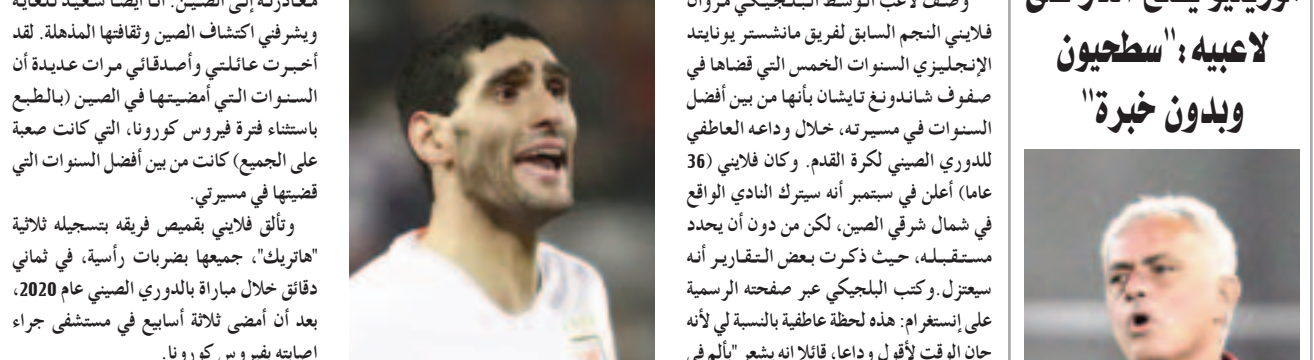 لاعبيه : "سطحيون
وبدون خبرة"
وصف لاعب الوسط البلجيكي مروان
فلايني النجم السابق لفريق مانشستر يونايتد
الإنجليزي السنوات الخمس التي قضاها في
صفوف شاندونغ تايشان بأنها من بين أفضل
السنوات في مسيرته، خلال وداعه العاطفي
للدوري الصيني لكرة القدم. وكان فلايني (36
عاما) أعلن في سبتمبر أنه سيترك النادي الواقع
في شمال شرقي الصين، لكن من دون أن يحدد
مستقبله، حيث ذكرت بعض التقارير أنه
سيعتزل.وكتب البلجيكي عبر صفحته الرسمية
على إنستغرام: هذه لحظة عاطفية بالنسبة لي لأنه
حان الوقت لأقول وداعا، قائلا انه يشعر "بألم في
مغادرته إلى الصين. أنا أيضا سعيد للغاية
ويشرفني اكتشاف الصين وثقافتها المذهلة. لقد
أخبرت عائلتي وأصدقائي مرات عديدة أن
السنوات التي أمضيتها في الصين (بالطبع
باستثناء فترة فيروس كورونا، التي كانت صعبة
على الجميع) كانت من بين أفضل السنوات التي
قضيتها في مسيرتي.
وتألق فلايني بقميص فريقه بتسجيله ثلاثية
"هاتريك"، جميعها بضربات رأسية، في ثماني
دقائق خلال مباراة بالدوري الصيني عام 2020،
بعد أن أمضى ثلاثة أسابيع في مستشفى جراء
إصابته بفيروس كورونا.